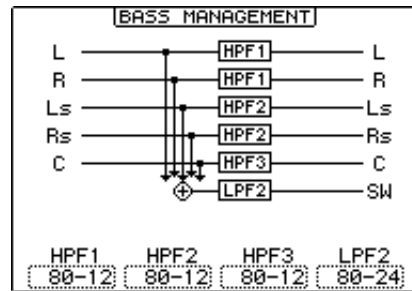 BASS MANAGEMENT
L HPF1 L
R HPF1 R
Ls HPF2 Ls
Rs HPF2 Rs
C HPF3 C
LPF2 SW
HPF1 HPF2 HPF3 LPF2
80-12 80-12 80-12 80-24